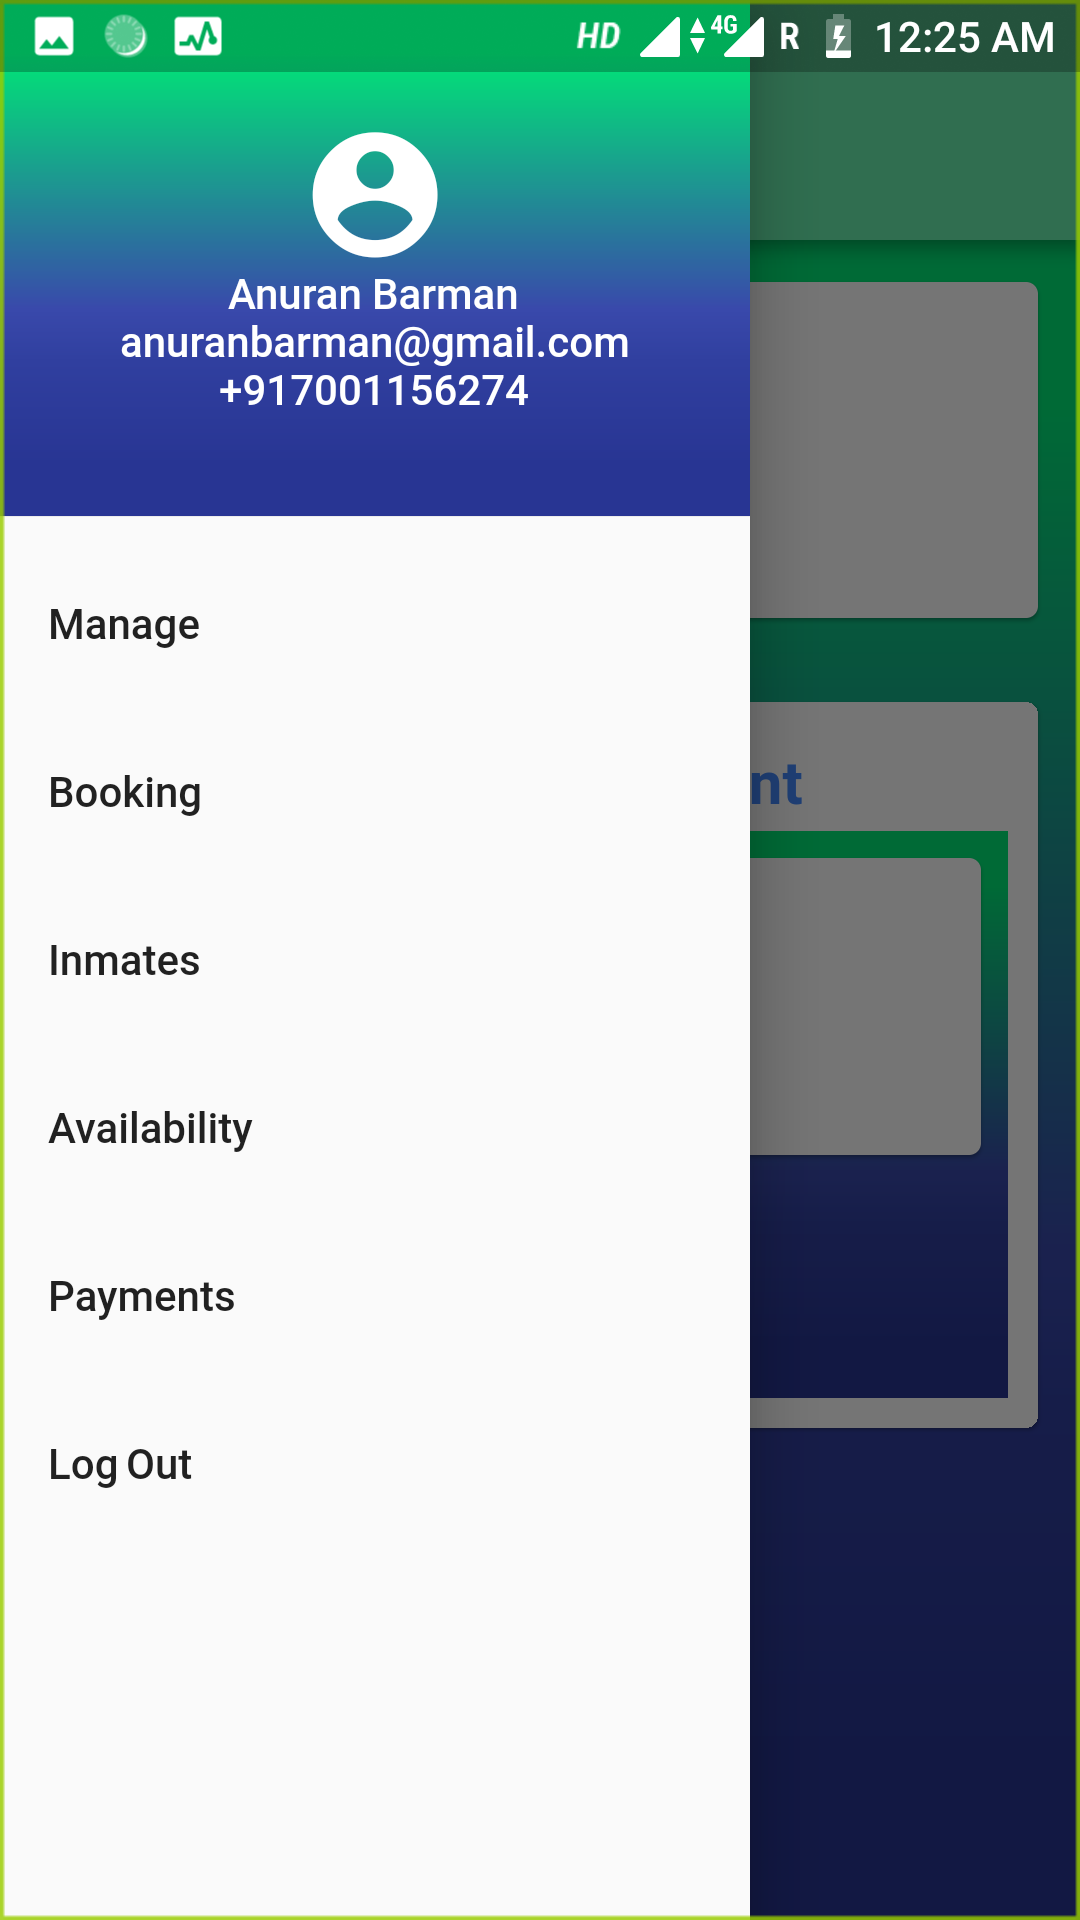 HD 4G R 12:25 AM
Anuran Barman
anuranbarman@gmail.com
+917001156274
Manage
nt
Booking
Inmates
Availability
Payments
Log Out